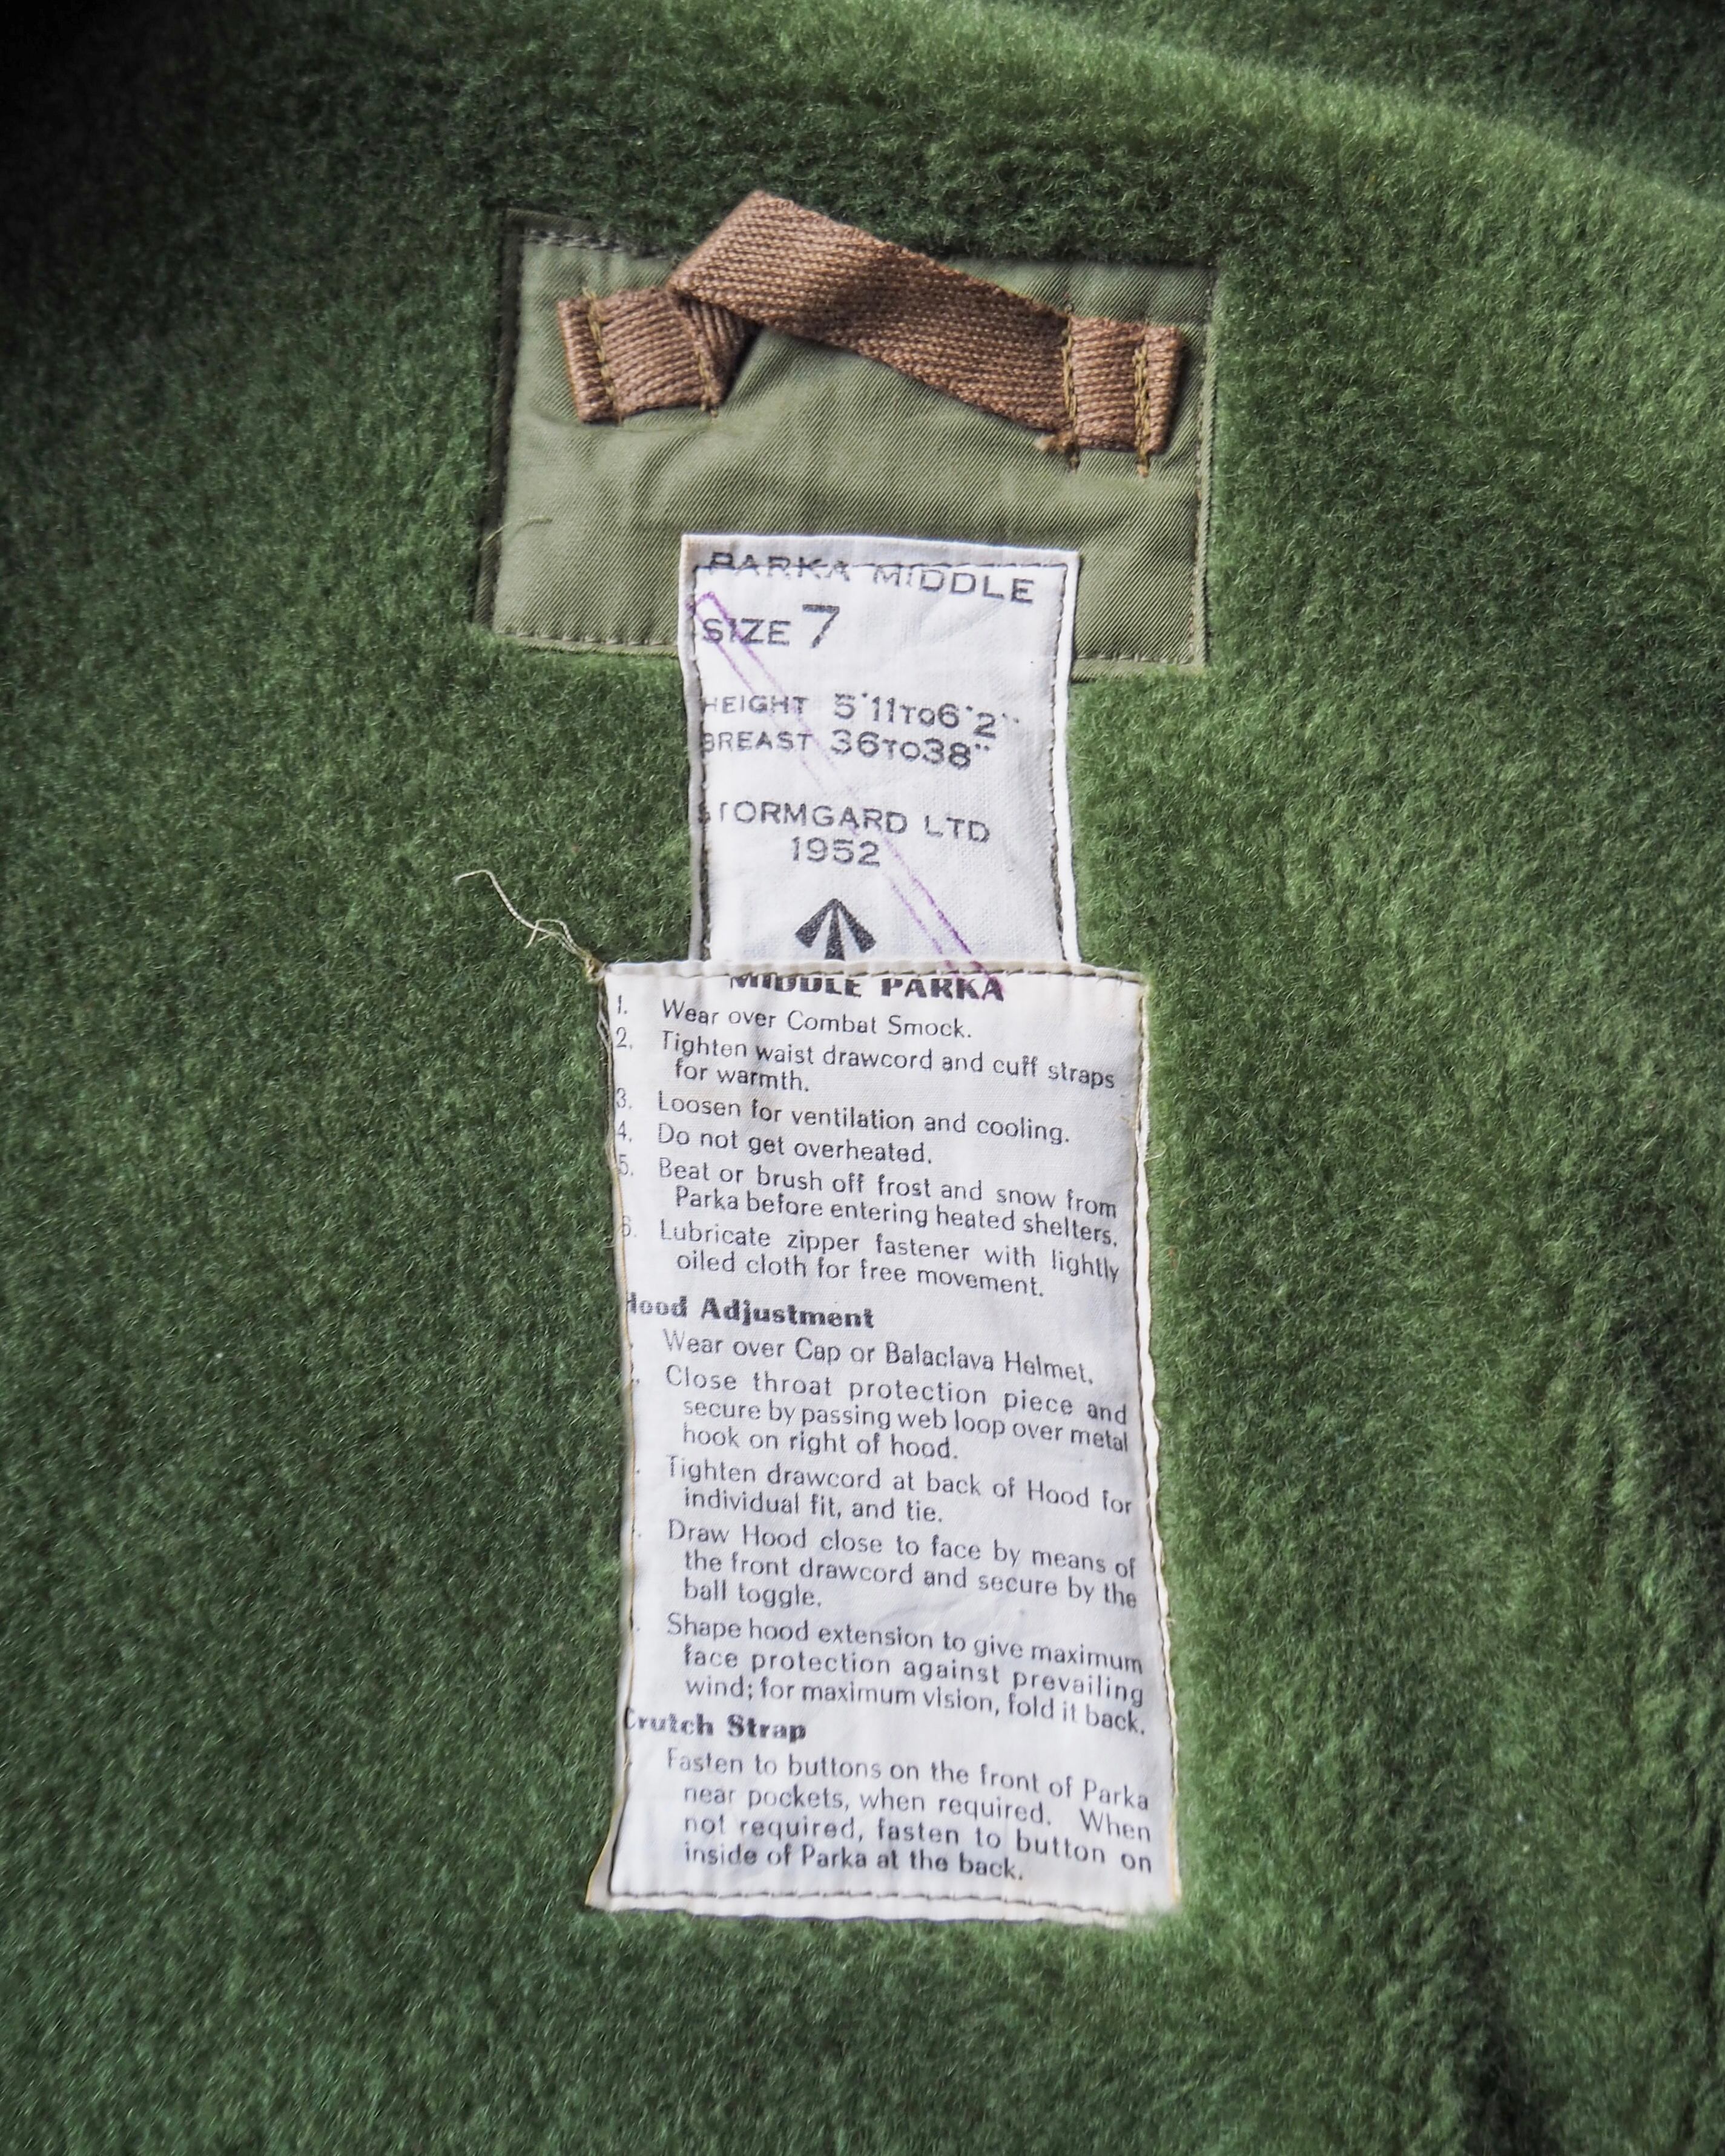 PARKA MIDDLE
SIZE 7
HEIGHT 5'11 TO 6'2"
BREAST 36 TO 38"
STORMGARD LTD
1952
MIDDLE PARKA
1. Wear over Combat Smock.
2. Tighten waist drawcord and cuff straps
for warmth.
3. Loosen for ventilation and cooling.
4. Do not get overheated.
5. Beat or brush off frost and snow from
Parka before entering heated shelters.
6. Lubricate zipper fastener with lightly
oiled cloth for free movement.
Hood Adjustment
Wear over Cap or Balaclava Helmet.
Close throat protection piece and
secure by passing web loop over metal
hook on right of hood.
Tighten drawcord at back of Hood for
individual fit, and tie.
Draw Hood close to face by means of
the front drawcord and secure by the
ball toggle.
Shape hood extension to give maximum
face protection against prevailing
wind; for maximum vision, fold it back.
Crutch Strap
Fasten to buttons on the front of Parka
near pockets, when required. When
not required, fasten to button on
inside of Parka at the back.